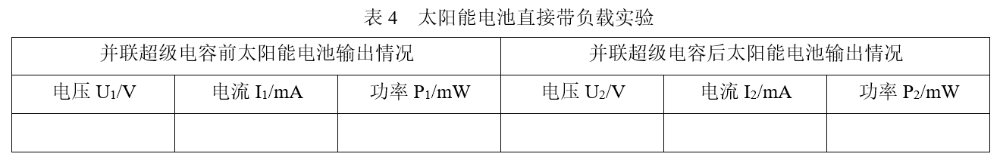 表 4 太阳能电池直接带负载实验
并联超级电容前太阳能电池输出情况 并联超级电容后太阳能电池输出情况
电压 U₁/V 电流 I₁/mA 功率 P₁/mW 电压 U₂/V 电流 I₂/mA 功率 P₂/mW